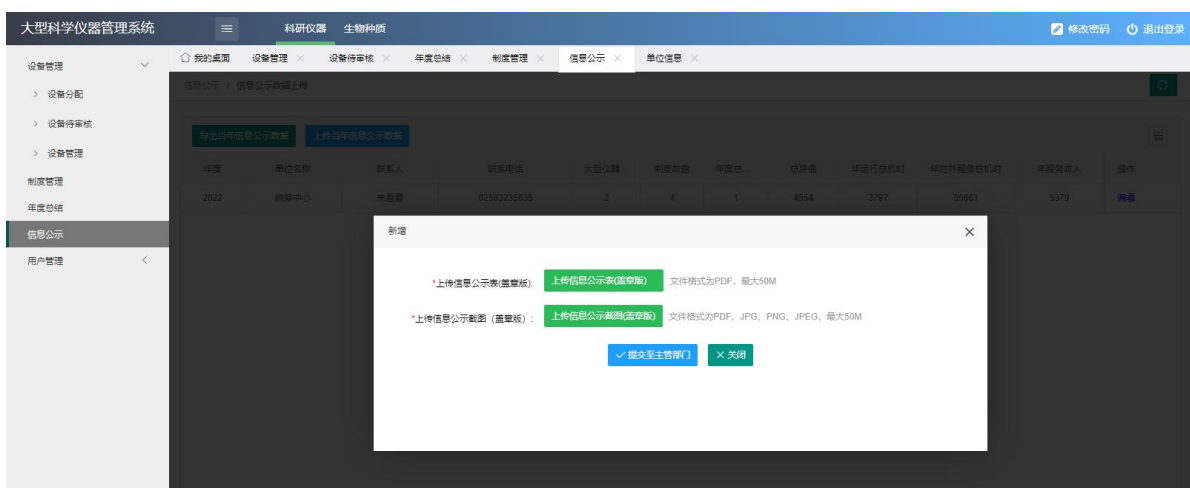 大型科学仪器管理系统
科研仪器 生物种质
修改密码 退出登录
设备管理
设备分配
设备待审核
设备管理
制度管理
年度总结
信息公示
用户管理
我的桌面 设备管理 设备待审核 年度总结 制度管理 信息公示 单位信息
信息公示 / 信息公示数据上传
导出当年信息公示数据 上传当年信息公示数据
年度 单位名称 联系人 联系电话 大型仪器... 制度数量 年度总... 总原值 年运行总机时 年对外服务总机时 年服务收入 操作
2022 2 4 1 4554 3797 35661 5379 编辑
新增
*上传信息公示表(盖章版): 上传信息公示表(盖章版) 文件格式为PDF，最大50M
*上传信息公示截图（盖章版）: 上传信息公示截图(盖章版) 文件格式为PDF、JPG、PNG、JPEG，最大50M
提交至主管部门 关闭